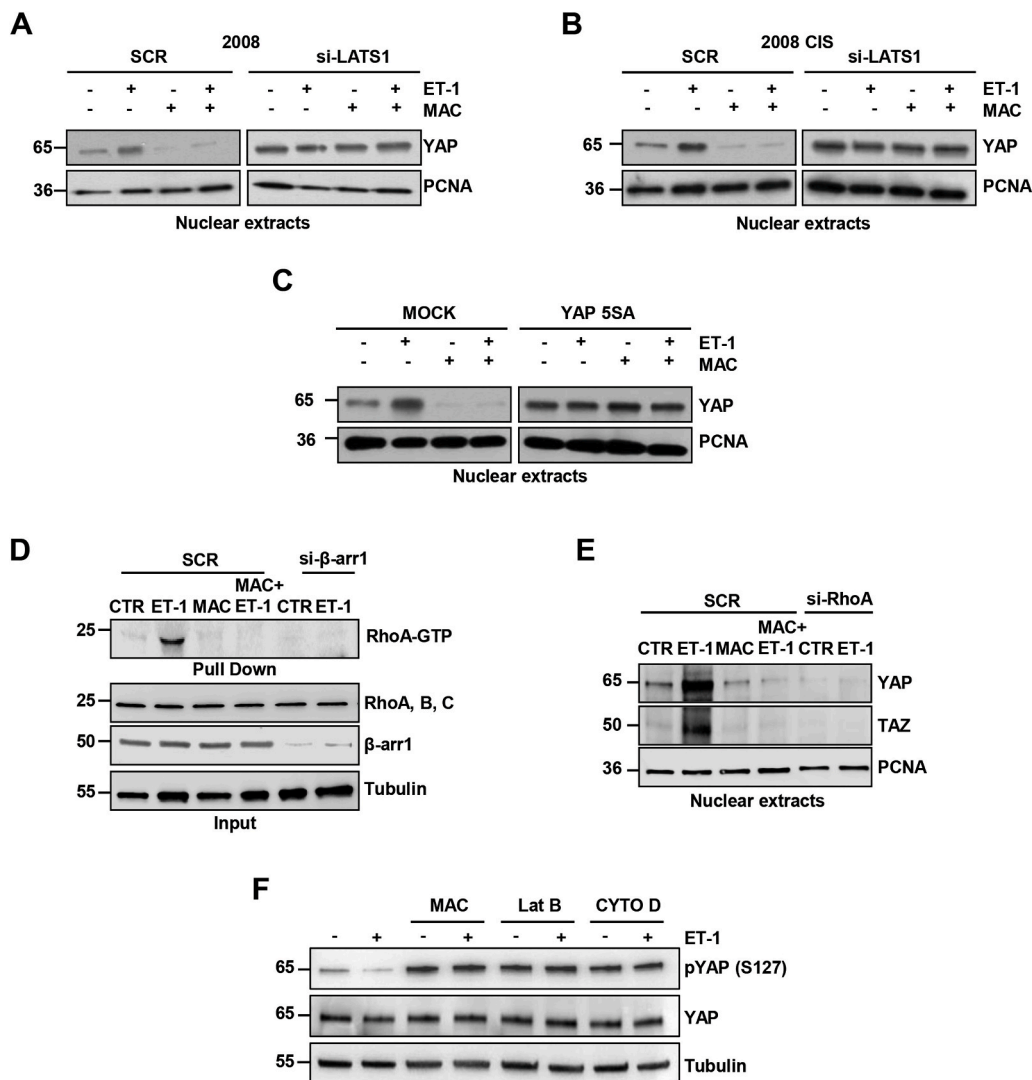 A
2008
SCR si-LATS1
- + - + - + - + ET-1
- - + + - - + + MAC
65 YAP
36 PCNA
Nuclear extracts
B
2008 CIS
SCR si-LATS1
- + - + - + - + ET-1
- - + + - - + + MAC
65 YAP
36 PCNA
Nuclear extracts
C
MOCK YAP 5SA
- + - + - + - + ET-1
- - + + - - + + MAC
65 YAP
36 PCNA
Nuclear extracts
D
SCR si-β-arr1
MAC+
CTR ET-1 MAC ET-1 CTR ET-1
25 RhoA-GTP
Pull Down
25 RhoA, B, C
50 β-arr1
55 Tubulin
Input
E
SCR si-RhoA
MAC+
CTR ET-1 MAC ET-1 CTR ET-1
65 YAP
50 TAZ
36 PCNA
Nuclear extracts
F
MAC Lat B CYTO D
- + - + - + - + ET-1
65 pYAP (S127)
65 YAP
55 Tubulin